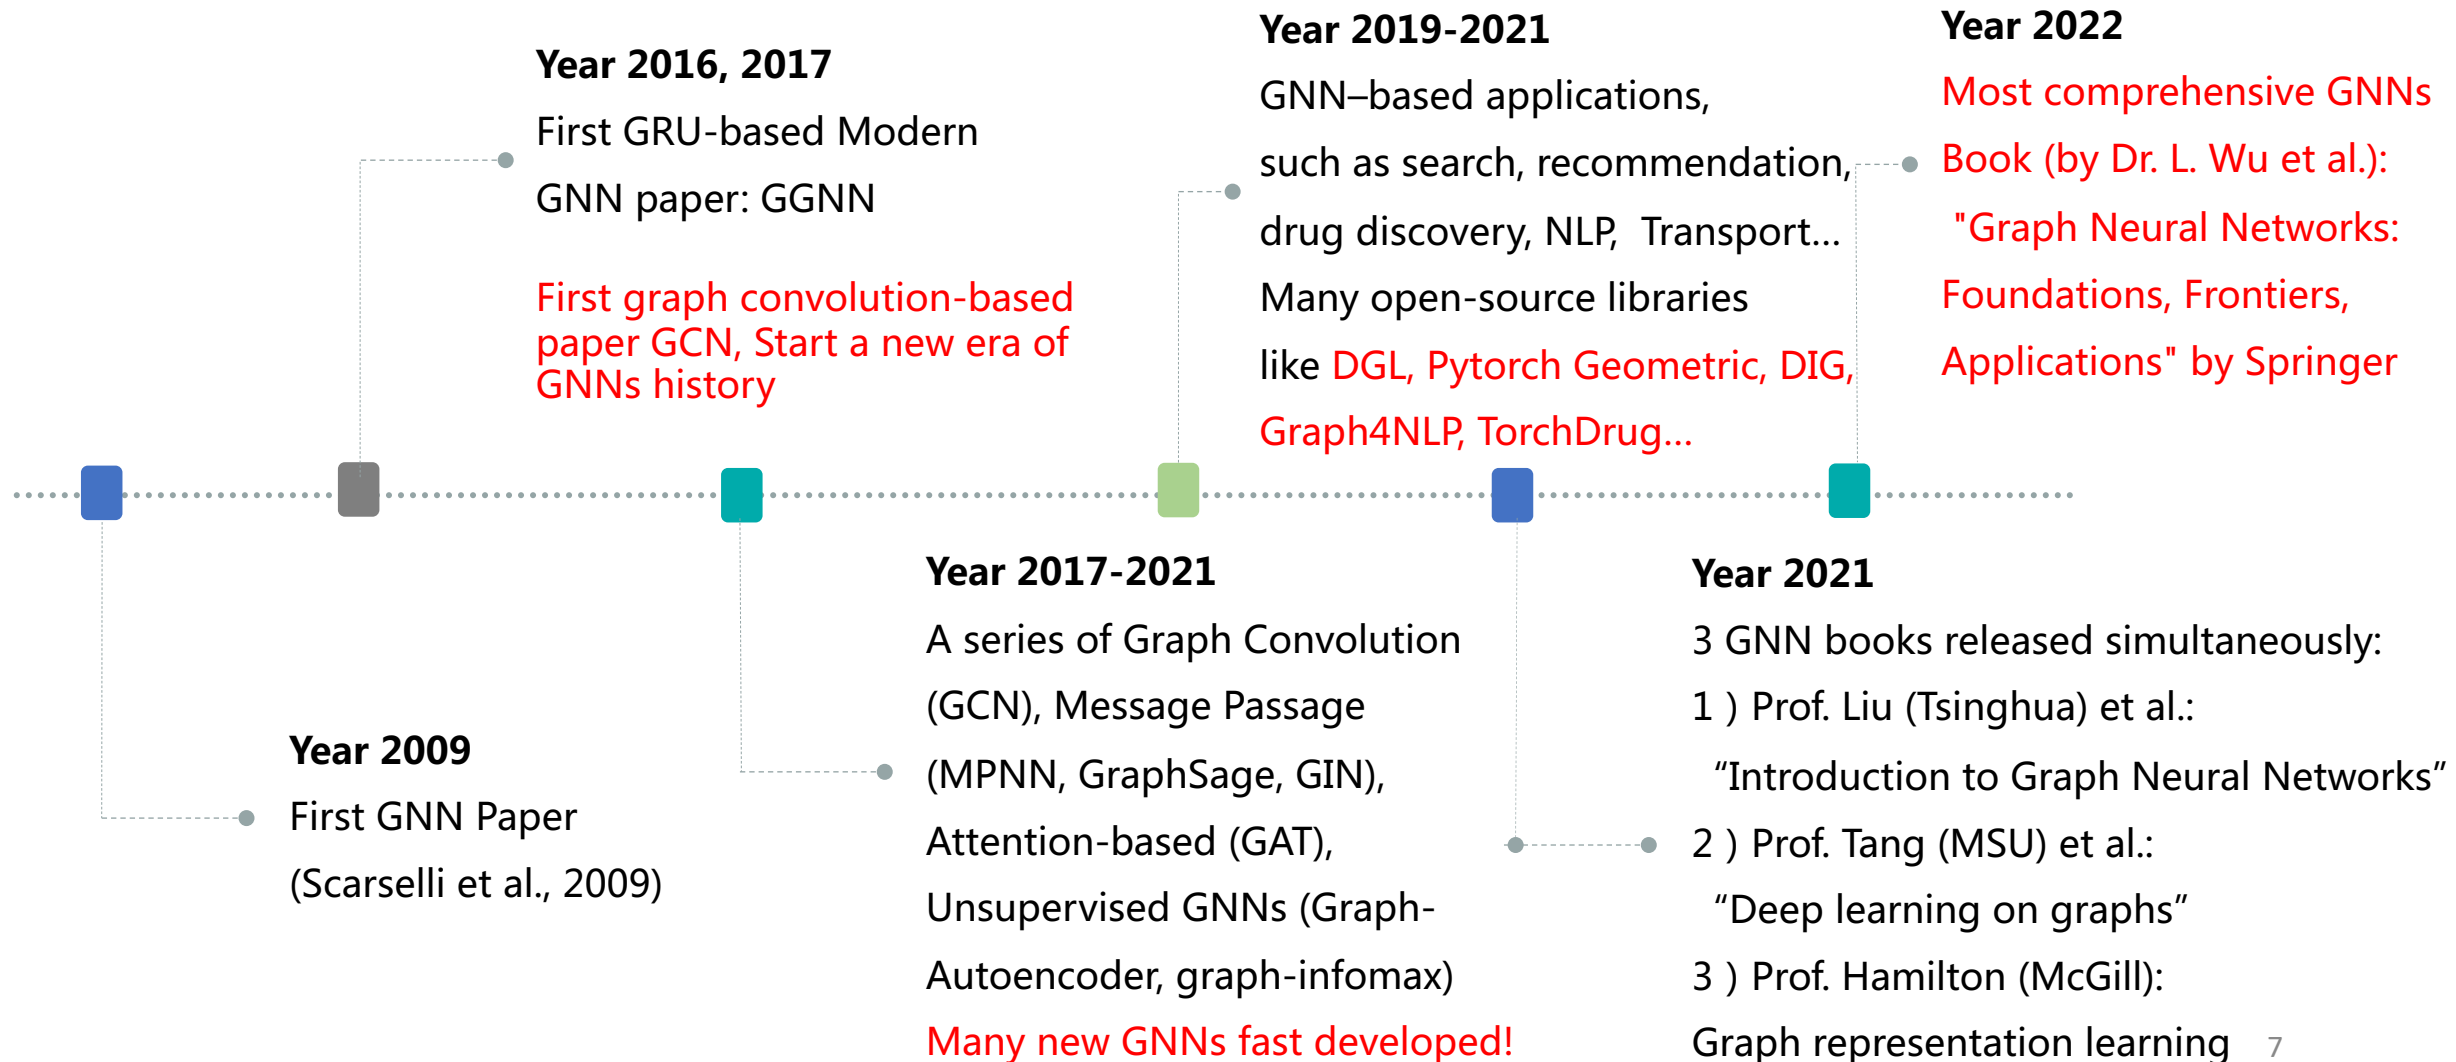 Year 2016, 2017
First GRU-based Modern
GNN paper: GGNN
First graph convolution-based
paper GCN, Start a new era of
GNNs history
Year 2019-2021
GNN–based applications,
such as search, recommendation,
drug discovery, NLP, Transport...
Many open-source libraries
like DGL, Pytorch Geometric, DIG,
Graph4NLP, TorchDrug...
Year 2022
Most comprehensive GNNs
Book (by Dr. L. Wu et al.):
"Graph Neural Networks:
Foundations, Frontiers,
Applications" by Springer
Year 2009
First GNN Paper
(Scarselli et al., 2009)
Year 2017-2021
A series of Graph Convolution
(GCN), Message Passage
(MPNN, GraphSage, GIN),
Attention-based (GAT),
Unsupervised GNNs (Graph-
Autoencoder, graph-infomax)
Many new GNNs fast developed!
Year 2021
3 GNN books released simultaneously:
1 ) Prof. Liu (Tsinghua) et al.:
“Introduction to Graph Neural Networks”
2 ) Prof. Tang (MSU) et al.:
“Deep learning on graphs”
3 ) Prof. Hamilton (McGill):
Graph representation learning
7